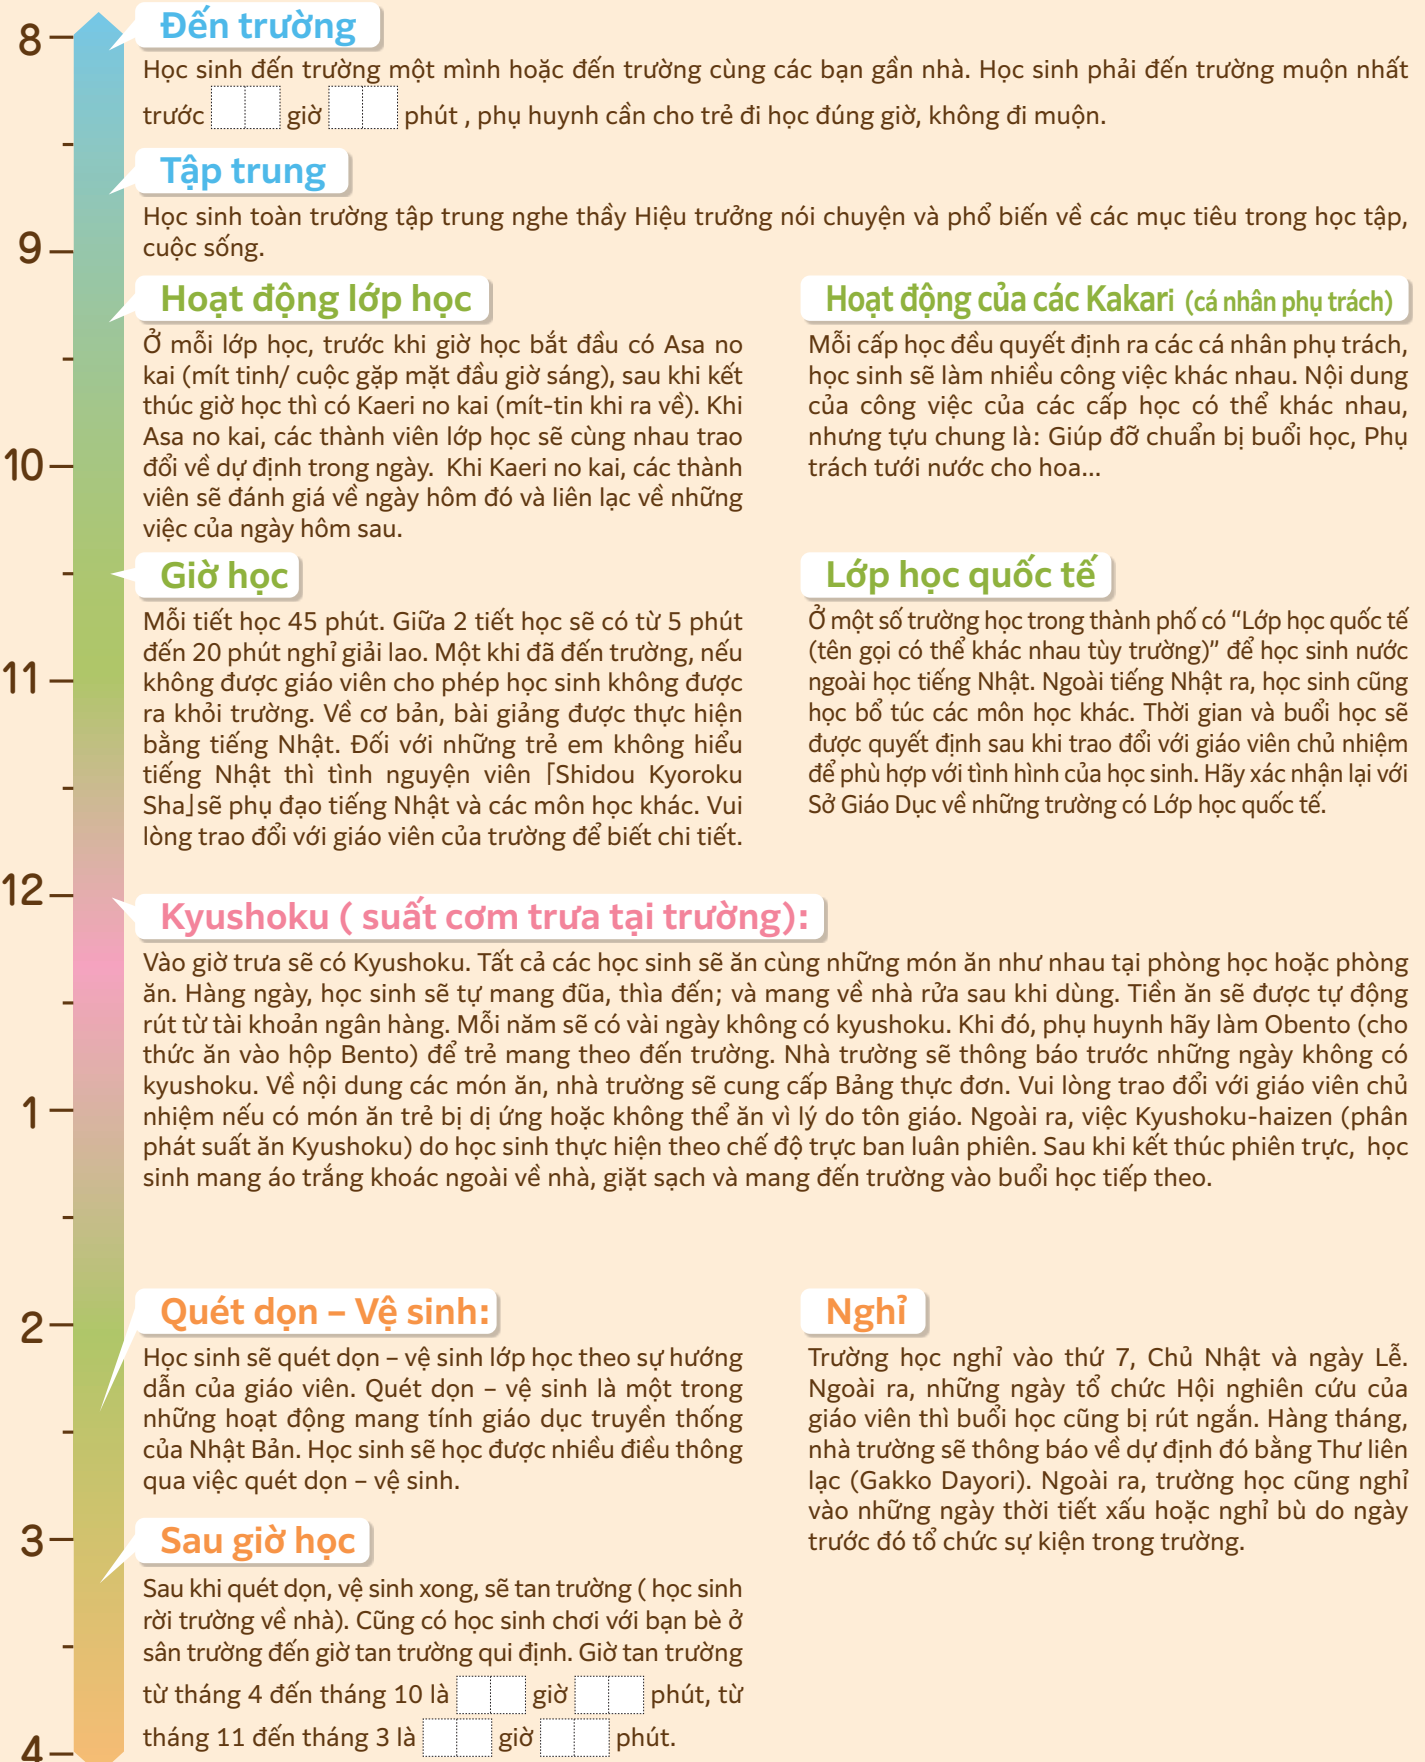 8
Đến trường
Học sinh đến trường một mình hoặc đến trường cùng các bạn gần nhà. Học sinh phải đến trường muộn nhất
trước giờ phút , phụ huynh cần cho trẻ đi học đúng giờ, không đi muộn.
Tập trung
Học sinh toàn trường tập trung nghe thầy Hiệu trưởng nói chuyện và phổ biến về các mục tiêu trong học tập,
cuộc sống.
9
Hoạt động lớp học
Ở mỗi lớp học, trước khi giờ học bắt đầu có Asa no
kai (mít tinh/ cuộc gặp mặt đầu giờ sáng), sau khi kết
thúc giờ học thì có Kaeri no kai (mít-tin khi ra về). Khi
Asa no kai, các thành viên lớp học sẽ cùng nhau trao
đổi về dự định trong ngày. Khi Kaeri no kai, các thành
viên sẽ đánh giá về ngày hôm đó và liên lạc về những
việc của ngày hôm sau.
Hoạt động của các Kakari (cá nhân phụ trách)
Mỗi cấp học đều quyết định ra các cá nhân phụ trách,
học sinh sẽ làm nhiều công việc khác nhau. Nội dung
của công việc của các cấp học có thể khác nhau,
nhưng tựu chung là: Giúp đỡ chuẩn bị buổi học, Phụ
trách tưới nước cho hoa...
10
Giờ học
Mỗi tiết học 45 phút. Giữa 2 tiết học sẽ có từ 5 phút
đến 20 phút nghỉ giải lao. Một khi đã đến trường, nếu
không được giáo viên cho phép học sinh không được
ra khỏi trường. Về cơ bản, bài giảng được thực hiện
bằng tiếng Nhật. Đối với những trẻ em không hiểu
tiếng Nhật thì tình nguyện viên「Shidou Kyoroku
Sha」sẽ phụ đạo tiếng Nhật và các môn học khác. Vui
lòng trao đổi với giáo viên của trường để biết chi tiết.
Lớp học quốc tế
Ở một số trường học trong thành phố có “Lớp học quốc tế
(tên gọi có thể khác nhau tùy trường)” để học sinh nước
ngoài học tiếng Nhật. Ngoài tiếng Nhật ra, học sinh cũng
học bổ túc các môn học khác. Thời gian và buổi học sẽ
được quyết định sau khi trao đổi với giáo viên chủ nhiệm
để phù hợp với tình hình của học sinh. Hãy xác nhận lại với
Sở Giáo Dục về những trường có Lớp học quốc tế.
11
12
Kyushoku ( suất cơm trưa tại trường):
Vào giờ trưa sẽ có Kyushoku. Tất cả các học sinh sẽ ăn cùng những món ăn như nhau tại phòng học hoặc phòng
ăn. Hàng ngày, học sinh sẽ tự mang đũa, thìa đến; và mang về nhà rửa sau khi dùng. Tiền ăn sẽ được tự động
rút từ tài khoản ngân hàng. Mỗi năm sẽ có vài ngày không có kyushoku. Khi đó, phụ huynh hãy làm Obento (cho
thức ăn vào hộp Bento) để trẻ mang theo đến trường. Nhà trường sẽ thông báo trước những ngày không có
kyushoku. Về nội dung các món ăn, nhà trường sẽ cung cấp Bảng thực đơn. Vui lòng trao đổi với giáo viên chủ
nhiệm nếu có món ăn trẻ bị dị ứng hoặc không thể ăn vì lý do tôn giáo. Ngoài ra, việc Kyushoku-haizen (phân
phát suất ăn Kyushoku) do học sinh thực hiện theo chế độ trực ban luân phiên. Sau khi kết thúc phiên trực, học
sinh mang áo trắng khoác ngoài về nhà, giặt sạch và mang đến trường vào buổi học tiếp theo.
1
2
Quét dọn – Vệ sinh:
Học sinh sẽ quét dọn – vệ sinh lớp học theo sự hướng
dẫn của giáo viên. Quét dọn – vệ sinh là một trong
những hoạt động mang tính giáo dục truyền thống
của Nhật Bản. Học sinh sẽ học được nhiều điều thông
qua việc quét dọn – vệ sinh.
Nghỉ
Trường học nghỉ vào thứ 7, Chủ Nhật và ngày Lễ.
Ngoài ra, những ngày tổ chức Hội nghiên cứu của
giáo viên thì buổi học cũng bị rút ngắn. Hàng tháng,
nhà trường sẽ thông báo về dự định đó bằng Thư liên
lạc (Gakko Dayori). Ngoài ra, trường học cũng nghỉ
vào những ngày thời tiết xấu hoặc nghỉ bù do ngày
trước đó tổ chức sự kiện trong trường.
3
Sau giờ học
Sau khi quét dọn, vệ sinh xong, sẽ tan trường ( học sinh
rời trường về nhà). Cũng có học sinh chơi với bạn bè ở
sân trường đến giờ tan trường qui định. Giờ tan trường
từ tháng 4 đến tháng 10 là giờ phút, từ
tháng 11 đến tháng 3 là giờ phút.
4